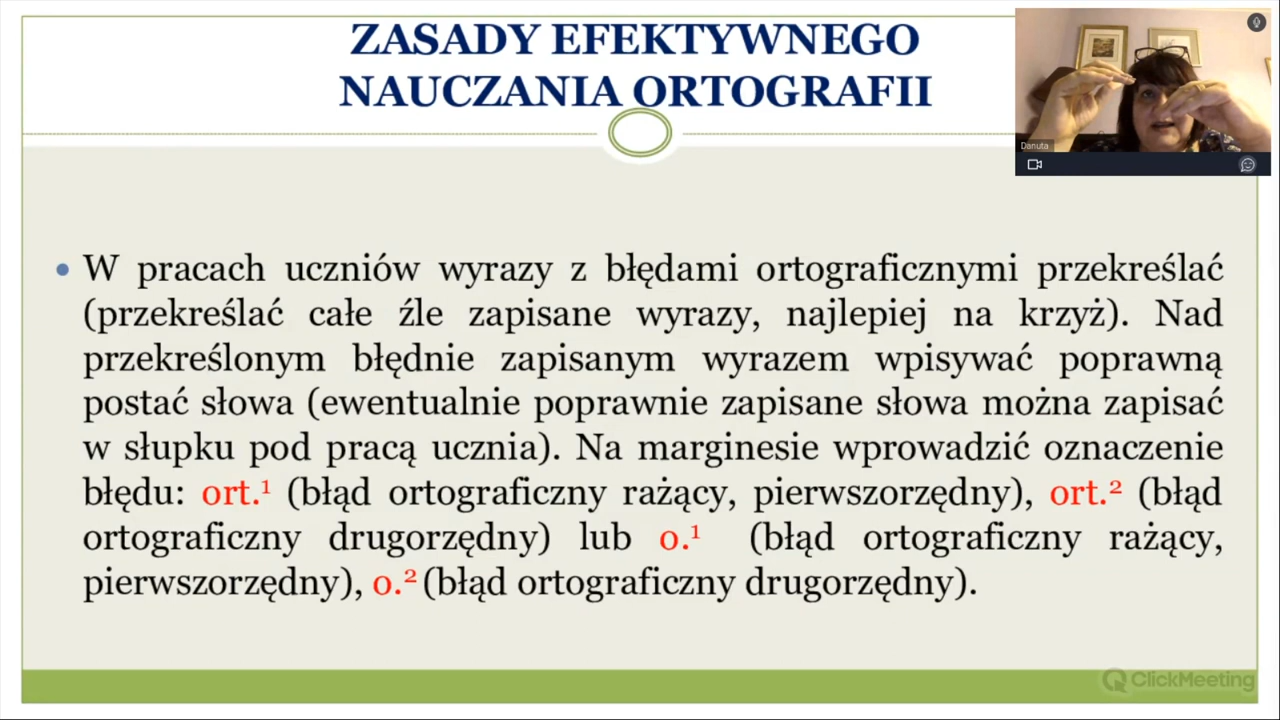 ZASADY EFEKTYWNEGO
NAUCZANIA ORTOGRAFII
Danuta
• W pracach uczniów wyrazy z błędami ortograficznymi przekreślać
(przekreślać całe źle zapisane wyrazy, najlepiej na krzyż). Nad
przekreślonym błędnie zapisanym wyrazem wpisywać poprawną
postać słowa (ewentualnie poprawnie zapisane słowa można zapisać
w słupku pod pracą ucznia). Na marginesie wprowadzić oznaczenie
błędu: ort.¹ (błąd ortograficzny rażący, pierwszorzędny), ort.² (błąd
ortograficzny drugorzędny) lub o.¹ (błąd ortograficzny rażący,
pierwszorzędny), o.² (błąd ortograficzny drugorzędny).
ClickMeeting